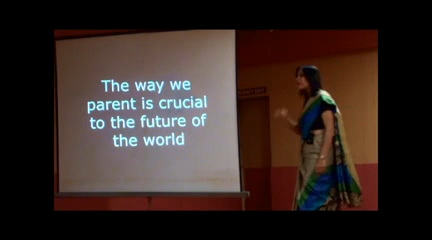 The way we
parent is crucial
to the future of
the world